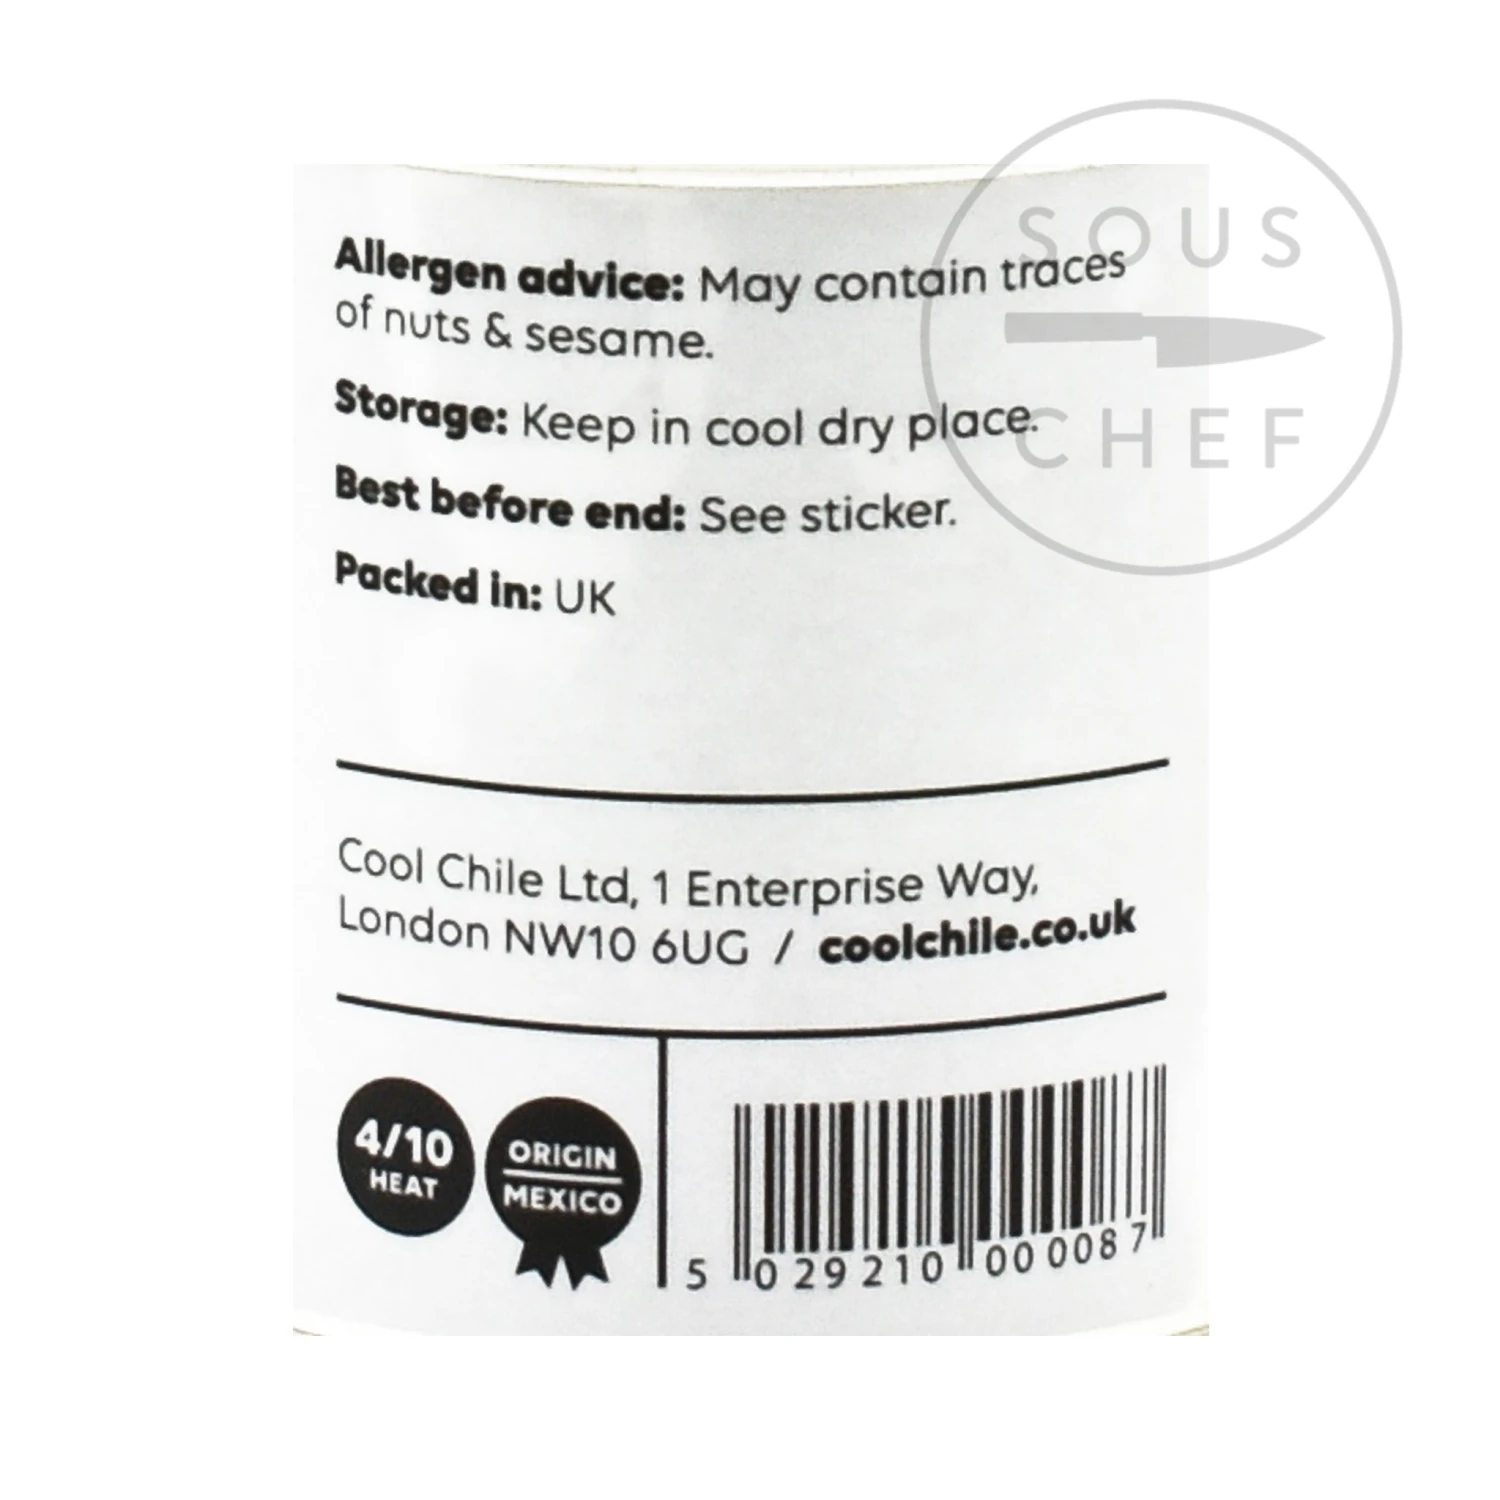 SOUS
CHEF
Allergen advice: May contain traces
of nuts & sesame.
Storage: Keep in cool dry place.
Best before end: See sticker.
Packed in: UK
Cool Chile Ltd, 1 Enterprise Way,
London NW10 6UG / coolchile.co.uk
4/10
HEAT
ORIGIN
MEXICO
5 029210 000087